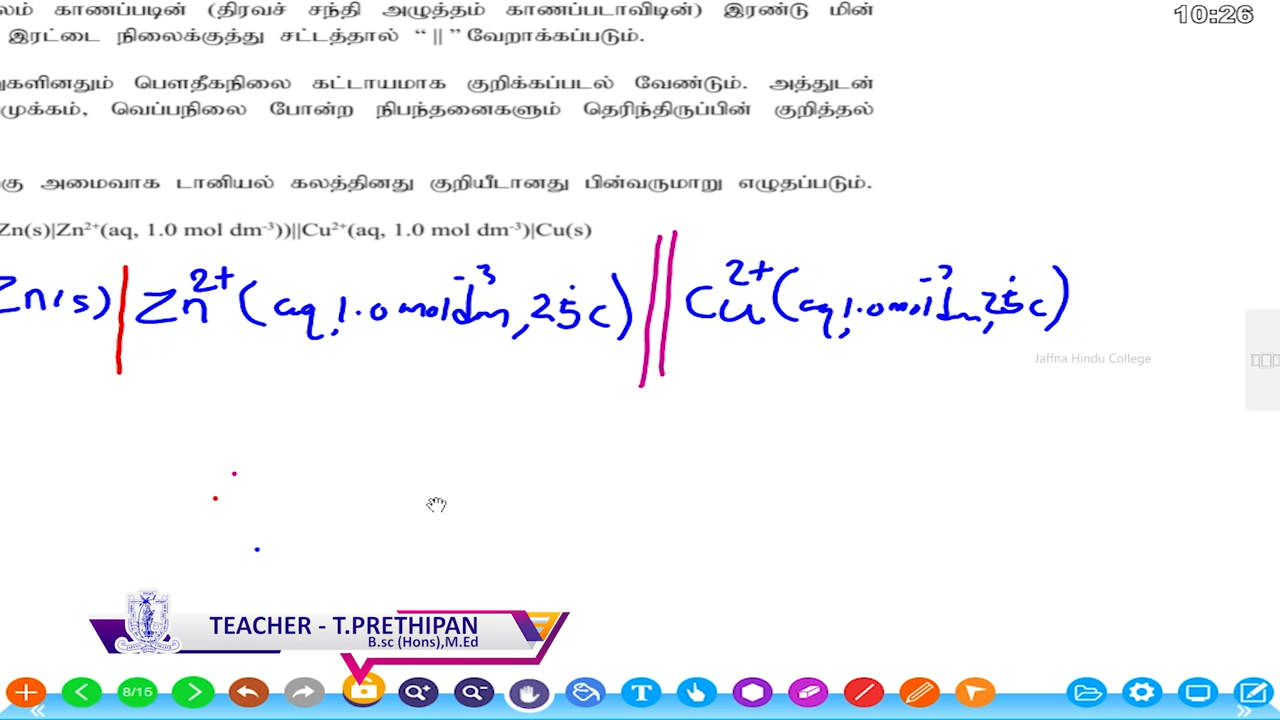 லம் காணப்படின் (திரவச் சந்தி அழுத்தம் காணப்படாவிடின்) இரண்டு மின்
10:26
இரட்டை நிலைக்குத்து சட்டத்தால் “ || ” வேறாக்கப்படும்.
றுகளினதும் பௌதீகநிலை கட்டாயமாக குறிக்கப்படல் வேண்டும். அத்துடன்
முக்கம், வெப்பநிலை போன்ற நிபந்தனைகளும் தெரிந்திருப்பின் குறித்தல்
கு அமைவாக டானியல் கலத்தினது குறியீடானது பின்வருமாறு எழுதப்படும்.
Zn(s)|Zn²⁺(aq, 1.0 mol dm⁻³))||Cu²⁺(aq, 1.0 mol dm⁻³)|Cu(s)
Zn(s) | Zn²⁺(aq, 1.0 moldm⁻³, 25°C) || Cu²⁺(aq, 1.0 moldm⁻³, 25°C)
Jaffna Hindu College
TEACHER - T.PRETHIPAN
B.sc (Hons),M.Ed
8/15